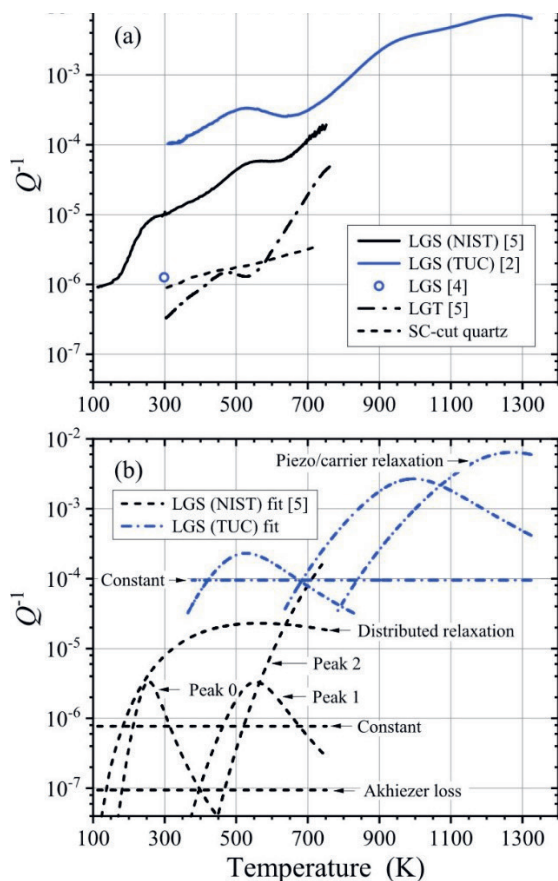 (a)
10⁻³
10⁻⁴
10⁻⁵
10⁻⁶
10⁻⁷
Q⁻¹
LGS (NIST) [5]
LGS (TUC) [2]
LGS [4]
LGT [5]
SC-cut quartz
100 300 500 700 900 1100 1300
(b)
10⁻²
10⁻³
10⁻⁴
10⁻⁵
10⁻⁶
10⁻⁷
Q⁻¹
Piezo/carrier relaxation
LGS (NIST) fit [5]
LGS (TUC) fit
Constant
Distributed relaxation
Peak 2
Peak 0
Peak 1
Constant
Akhiezer loss
100 300 500 700 900 1100 1300
Temperature (K)